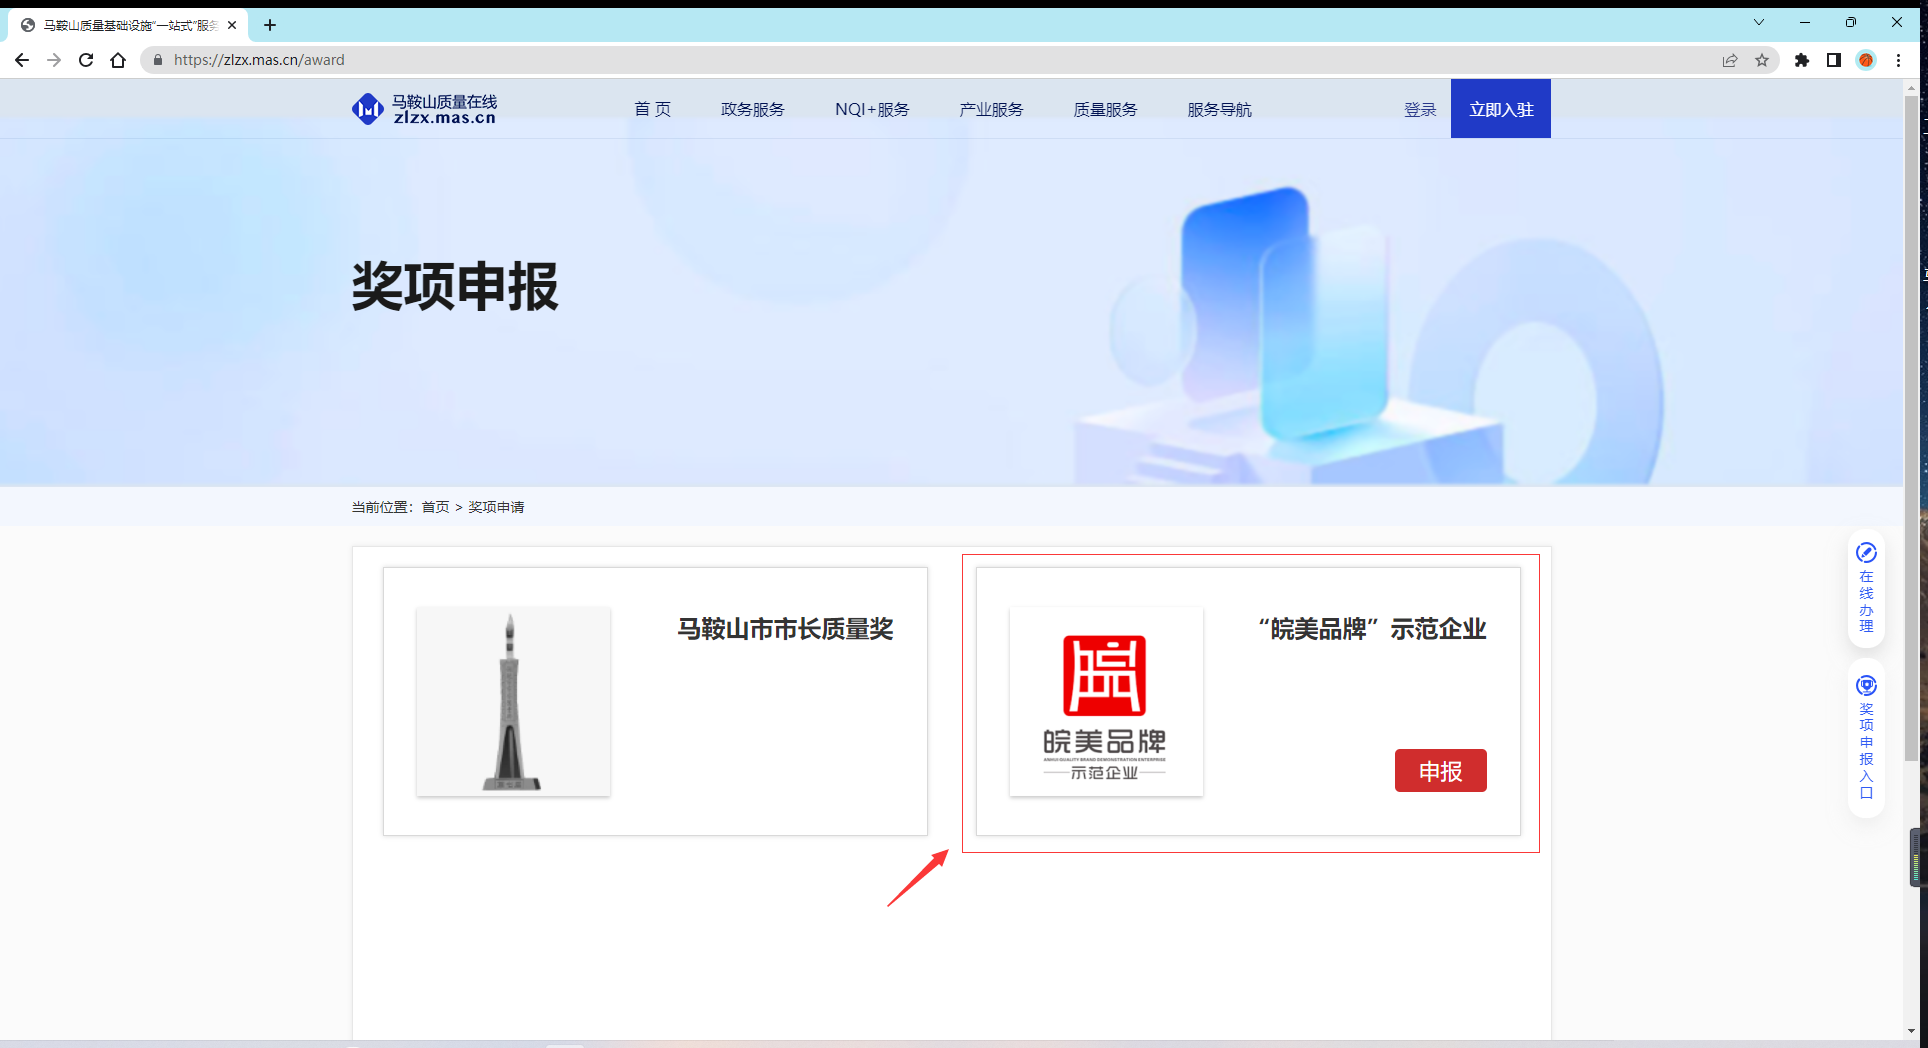 马鞍山质量基础设施“一站式”服务
https://zlzx.mas.cn/award
马鞍山质量在线
zlzx.mas.cn
首 页
政务服务
NQI+服务
产业服务
质量服务
服务导航
登录
立即入驻
奖项申报
当前位置：首页 > 奖项申请
马鞍山市市长质量奖
皖美品牌
ANHUI QUALITY BRAND DEMONSTRATION ENTERPRISE
示范企业
“皖美品牌”示范企业
申报
在线办理
奖项申报入口